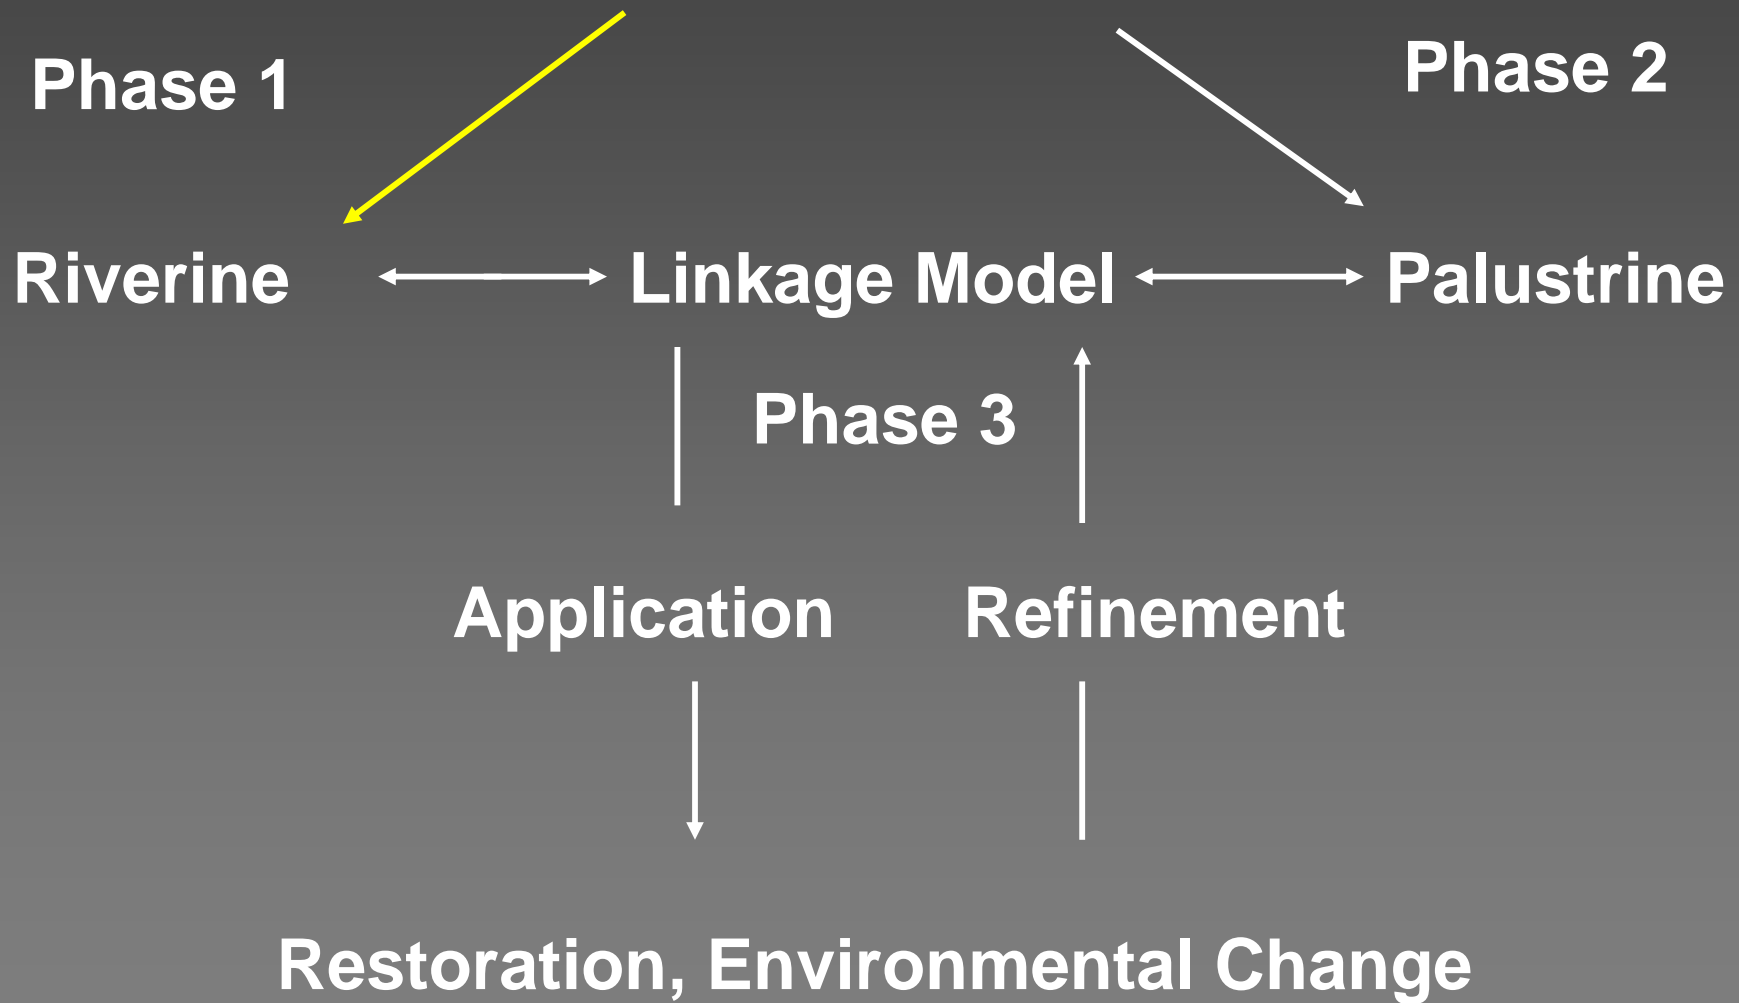 Phase 1
Phase 2
Riverine
Linkage Model
Palustrine
Phase 3
Application
Refinement
Restoration, Environmental Change